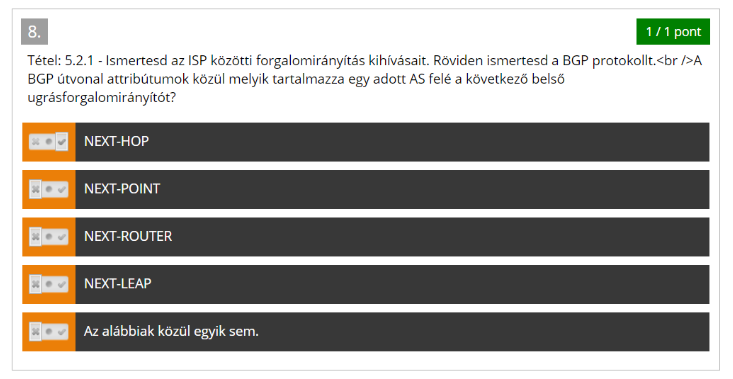 8.
1 / 1 pont
Tétel: 5.2.1 - Ismertesd az ISP közötti forgalomirányítás kihívásait. Röviden ismertesd a BGP protokollt.<br />A
BGP útvonal attribútumok közül melyik tartalmazza egy adott AS felé a következő belső
ugrásforgalomirányítót?
NEXT-HOP
NEXT-POINT
NEXT-ROUTER
NEXT-LEAP
Az alábbiak közül egyik sem.